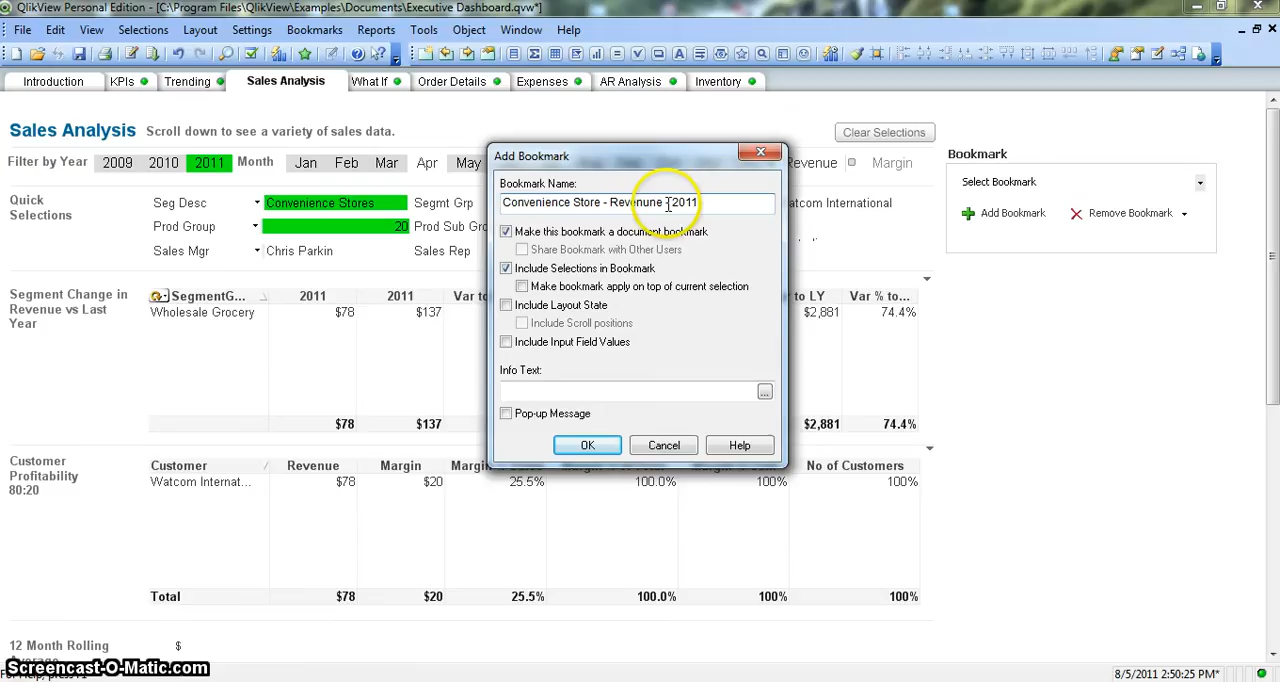 QlikView Personal Edition - [C:\Program Files\QlikView\Examples\Documents\Executive Dashboard.qvw*]
File Edit View Selections Layout Settings Bookmarks Reports Tools Object Window Help
Introduction KPIs Trending Sales Analysis What If Order Details Expenses AR Analysis Inventory
Sales Analysis Scroll down to see a variety of sales data.
Clear Selections
Filter by Year 2009 2010 2011 Month Jan Feb Mar Apr May Revenue Margin
Quick
Selections
Seg Desc Convenience Stores Segmt Grp
Prod Group 20 Prod Sub
Sales Mgr Chris Parkin Sales Rep
atcom International
Bookmark
Select Bookmark
Add Bookmark Remove Bookmark
Add Bookmark
Bookmark Name:
Convenience Store - Revenune 2011
Make this bookmark a document bookmark
Share Bookmark with Other Users
Include Selections in Bookmark
Make bookmark apply on top of current selection
Include Layout State
Include Scroll positions
Include Input Field Values
Info Text:
...
Pop-up Message
OK Cancel Help
Segment Change in
Revenue vs Last
Year
SegmentG... 2011 2011 Var to LY Var % to...
Wholesale Grocery $78 $137 $2,881 74.4%
$78 $137 $2,881 74.4%
Customer
Profitability
80:20
Customer Revenue Margin No of Customers
Watcom Internat... $78 $20 25.5% 100.0% 100% 100%
Total $78 $20 25.5% 100.0% 100% 100%
12 Month Rolling
$
Screencast-O-Matic.com
8/5/2011 2:50:25 PM*